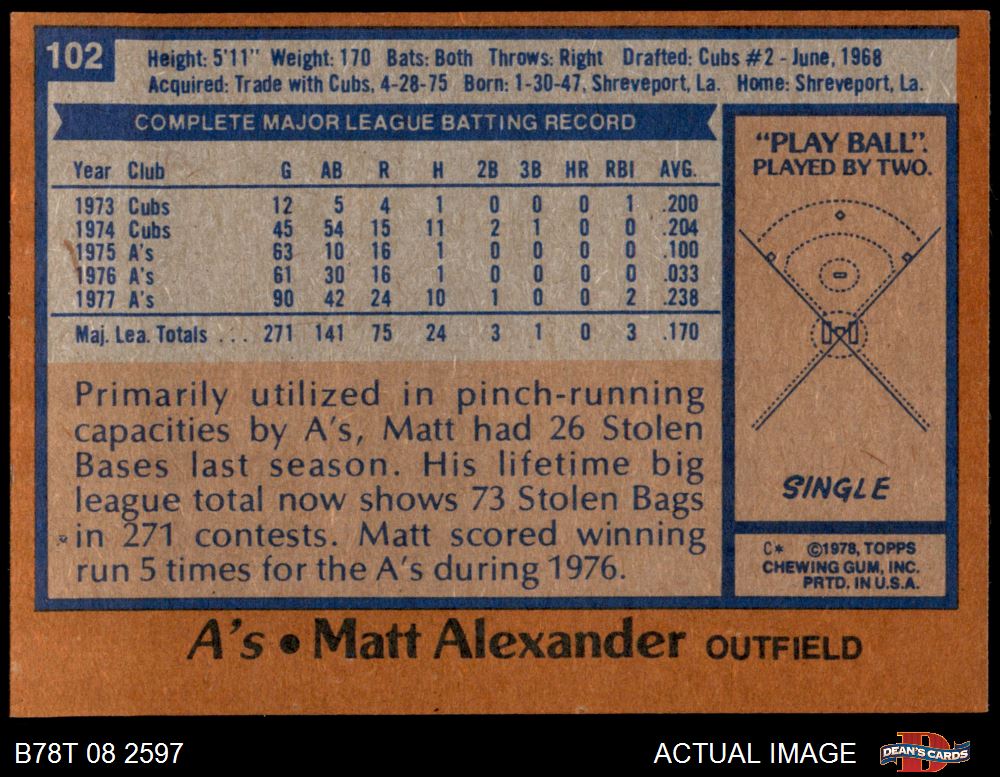 102
Height: 5'11" Weight: 170 Bats: Both Throws: Right Drafted: Cubs #2 - June, 1968
Acquired: Trade with Cubs, 4-28-75 Born: 1-30-47, Shreveport, La. Home: Shreveport, La.
COMPLETE MAJOR LEAGUE BATTING RECORD
Year Club G AB R H 2B 3B HR RBI AVG.
1973 Cubs 12 5 4 1 0 0 0 1 .200
1974 Cubs 45 54 15 11 2 1 0 0 .204
1975 A's 63 10 16 1 0 0 0 0 .100
1976 A's 61 30 16 1 0 0 0 0 .033
1977 A's 90 42 24 10 1 0 0 2 .238
Maj. Lea. Totals ... 271 141 75 24 3 1 0 3 .170
Primarily utilized in pinch-running
capacities by A's, Matt had 26 Stolen
Bases last season. His lifetime big
league total now shows 73 Stolen Bags
in 271 contests. Matt scored winning
run 5 times for the A's during 1976.
"PLAY BALL".
PLAYED BY TWO.
SINGLE
C* ©1978, TOPPS
CHEWING GUM, INC.
PRTD. IN U.S.A.
A's • Matt Alexander OUTFIELD
B78T 08 2597
ACTUAL IMAGE
D
DEAN'S CARDS